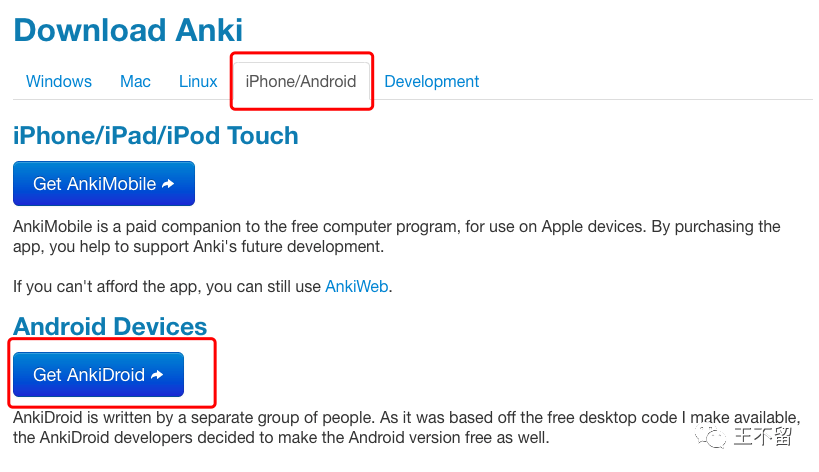 Download Anki
Windows Mac Linux iPhone/Android Development
iPhone/iPad/iPod Touch
Get AnkiMobile
AnkiMobile is a paid companion to the free computer program, for use on Apple devices. By purchasing the
app, you help to support Anki's future development.
If you can't afford the app, you can still use AnkiWeb.
Android Devices
Get AnkiDroid
AnkiDroid is written by a separate group of people. As it was based off the free desktop code I make available,
the AnkiDroid developers decided to make the Android version free as well.
王不留